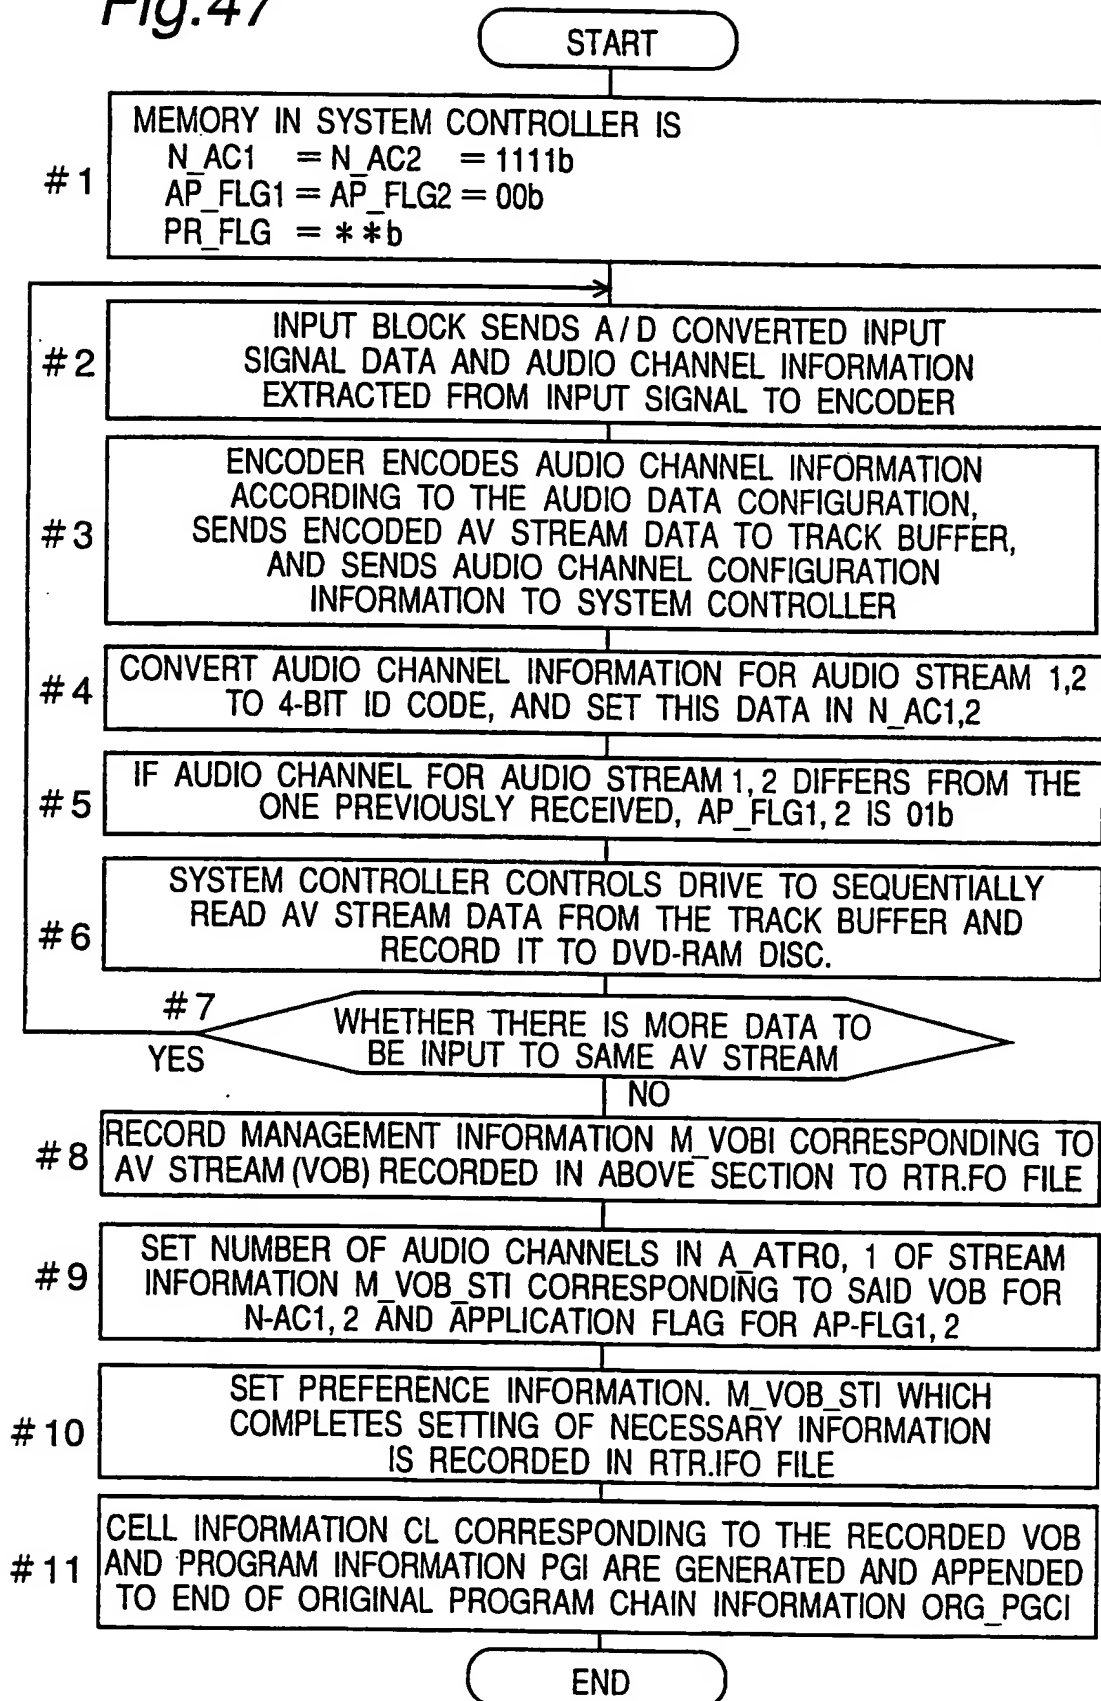 Fig.47
START
#1
MEMORY IN SYSTEM CONTROLLER IS
N_AC1 = N_AC2 = 1111b
AP_FLG1 = AP_FLG2 = 00b
PR_FLG = **b
#2
INPUT BLOCK SENDS A/D CONVERTED INPUT
SIGNAL DATA AND AUDIO CHANNEL INFORMATION
EXTRACTED FROM INPUT SIGNAL TO ENCODER
#3
ENCODER ENCODES AUDIO CHANNEL INFORMATION
ACCORDING TO THE AUDIO DATA CONFIGURATION,
SENDS ENCODED AV STREAM DATA TO TRACK BUFFER,
AND SENDS AUDIO CHANNEL CONFIGURATION
INFORMATION TO SYSTEM CONTROLLER
#4
CONVERT AUDIO CHANNEL INFORMATION FOR AUDIO STREAM 1,2
TO 4-BIT ID CODE, AND SET THIS DATA IN N_AC1,2
#5
IF AUDIO CHANNEL FOR AUDIO STREAM 1, 2 DIFFERS FROM THE
ONE PREVIOUSLY RECEIVED, AP_FLG1, 2 IS 01b
#6
SYSTEM CONTROLLER CONTROLS DRIVE TO SEQUENTIALLY
READ AV STREAM DATA FROM THE TRACK BUFFER AND
RECORD IT TO DVD-RAM DISC.
#7
WHETHER THERE IS MORE DATA TO
BE INPUT TO SAME AV STREAM
YES
NO
#8
RECORD MANAGEMENT INFORMATION M_VOBI CORRESPONDING TO
AV STREAM (VOB) RECORDED IN ABOVE SECTION TO RTR.FO FILE
#9
SET NUMBER OF AUDIO CHANNELS IN A_ATR0, 1 OF STREAM
INFORMATION M_VOB_STI CORRESPONDING TO SAID VOB FOR
N-AC1, 2 AND APPLICATION FLAG FOR AP-FLG1, 2
#10
SET PREFERENCE INFORMATION. M_VOB_STI WHICH
COMPLETES SETTING OF NECESSARY INFORMATION
IS RECORDED IN RTR.IFO FILE
#11
CELL INFORMATION CL CORRESPONDING TO THE RECORDED VOB
AND PROGRAM INFORMATION PGI ARE GENERATED AND APPENDED
TO END OF ORIGINAL PROGRAM CHAIN INFORMATION ORG_PGCI
END